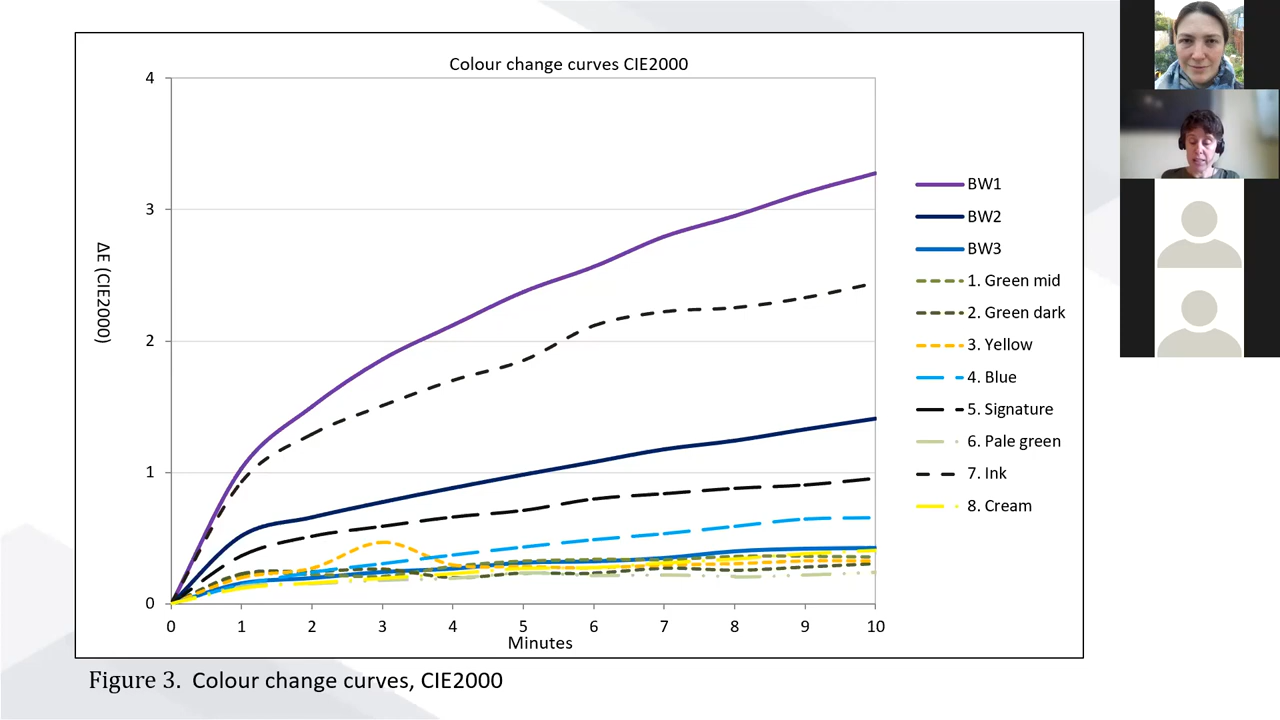 Colour change curves CIE2000
4
3
2
1
0
ΔE (CIE2000)
0 1 2 3 4 5 6 7 8 9 10
Minutes
BW1
BW2
BW3
1. Green mid
2. Green dark
3. Yellow
4. Blue
5. Signature
6. Pale green
7. Ink
8. Cream
Figure 3. Colour change curves, CIE2000